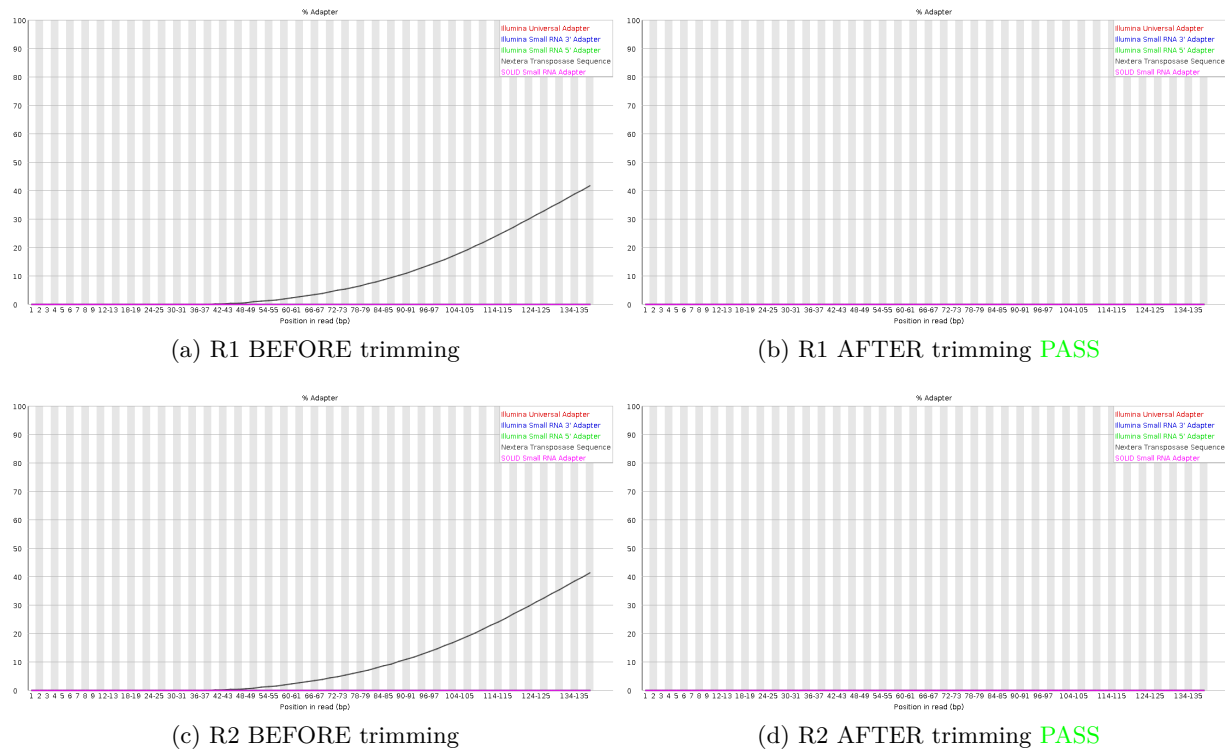 % Adapter
100
90
80
70
60
50
40
30
20
10
0
Illumina Universal Adapter
Illumina Small RNA 3' Adapter
Illumina Small RNA 5' Adapter
Nextera Transposase Sequence
SOLID Small RNA Adapter
1 2 3 4 5 6 7 8 9 12-13 18-19 24-25 30-31 36-37 42-43 48-49 54-55 60-61 66-67 72-73 78-79 84-85 90-91 96-97 104-105 114-115 124-125 134-135
Position in read (bp)
(a) R1 BEFORE trimming
% Adapter
100
90
80
70
60
50
40
30
20
10
0
Illumina Universal Adapter
Illumina Small RNA 3' Adapter
Illumina Small RNA 5' Adapter
Nextera Transposase Sequence
SOLID Small RNA Adapter
1 2 3 4 5 6 7 8 9 12-13 18-19 24-25 30-31 36-37 42-43 48-49 54-55 60-61 66-67 72-73 78-79 84-85 90-91 96-97 104-105 114-115 124-125 134-135
Position in read (bp)
(b) R1 AFTER trimming PASS
% Adapter
100
90
80
70
60
50
40
30
20
10
0
Illumina Universal Adapter
Illumina Small RNA 3' Adapter
Illumina Small RNA 5' Adapter
Nextera Transposase Sequence
SOLID Small RNA Adapter
1 2 3 4 5 6 7 8 9 12-13 18-19 24-25 30-31 36-37 42-43 48-49 54-55 60-61 66-67 72-73 78-79 84-85 90-91 96-97 104-105 114-115 124-125 134-135
Position in read (bp)
(c) R2 BEFORE trimming
% Adapter
100
90
80
70
60
50
40
30
20
10
0
Illumina Universal Adapter
Illumina Small RNA 3' Adapter
Illumina Small RNA 5' Adapter
Nextera Transposase Sequence
SOLID Small RNA Adapter
1 2 3 4 5 6 7 8 9 12-13 18-19 24-25 30-31 36-37 42-43 48-49 54-55 60-61 66-67 72-73 78-79 84-85 90-91 96-97 104-105 114-115 124-125 134-135
Position in read (bp)
(d) R2 AFTER trimming PASS